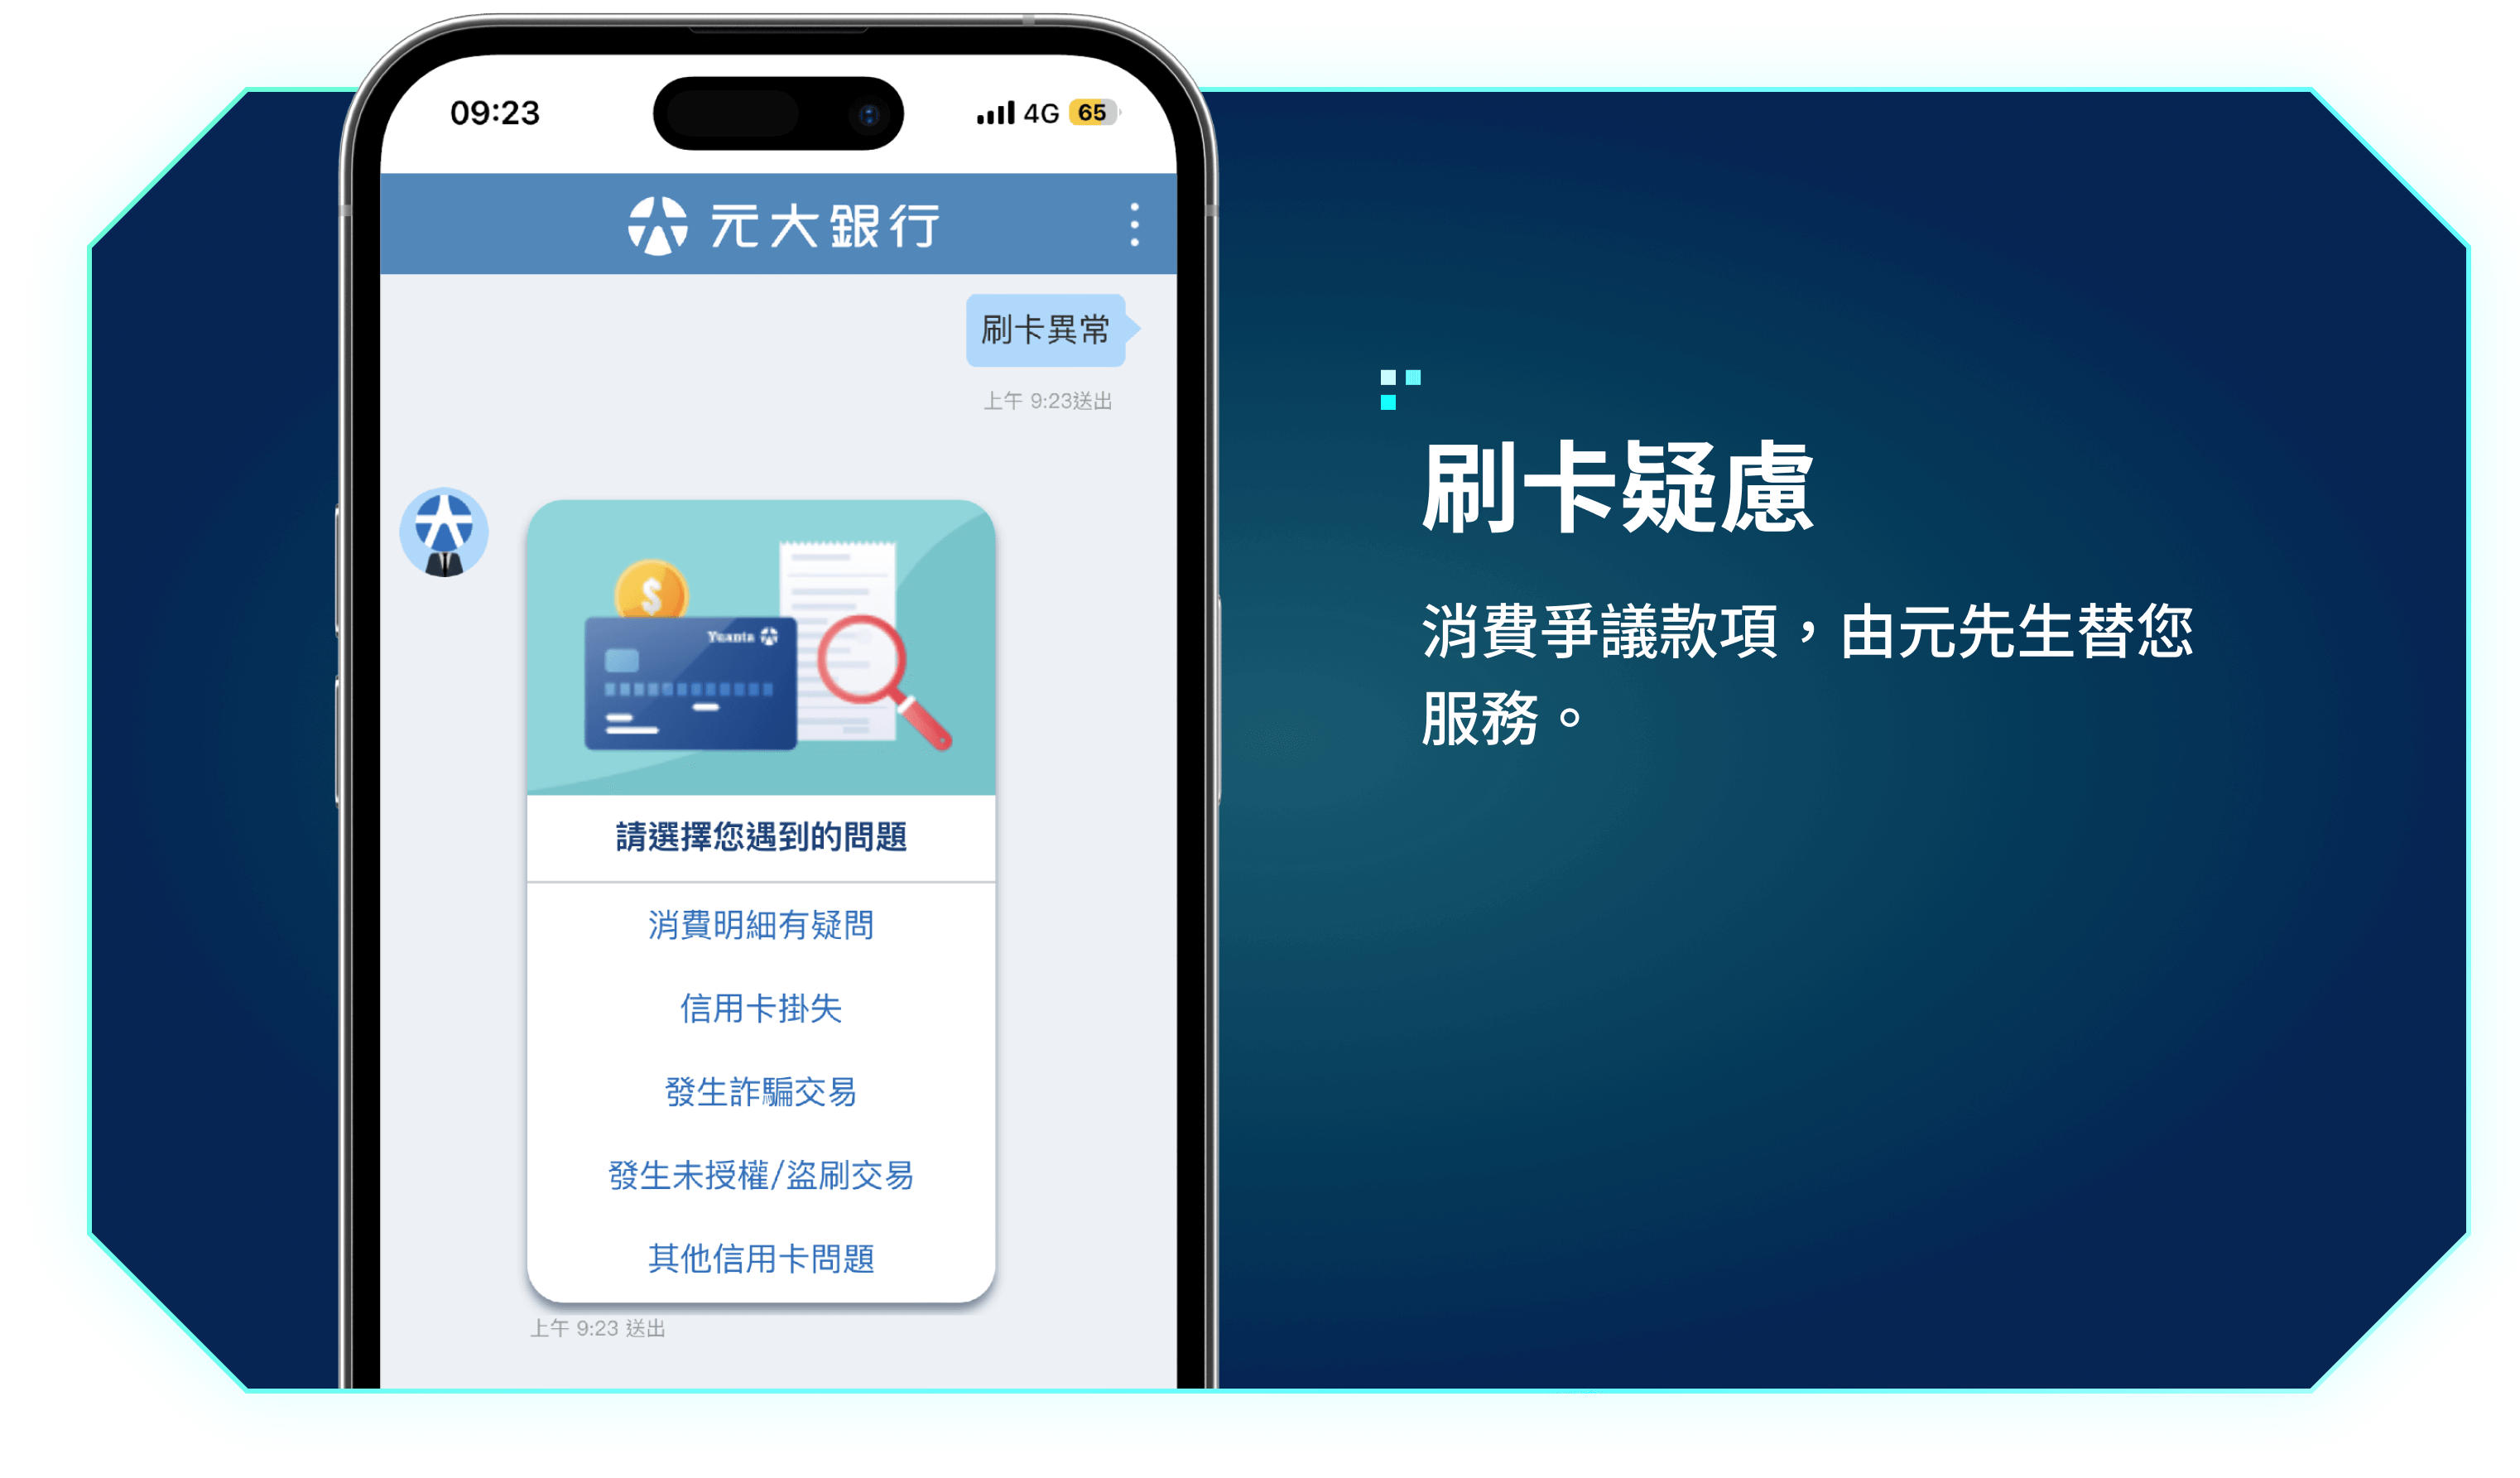 09:23
4G 65
元大銀行
刷卡異常
上午 9:23送出
Yuanta
請選擇您遇到的問題
消費明細有疑問
信用卡掛失
發生詐騙交易
發生未授權/盜刷交易
其他信用卡問題
上午 9:23 送出
刷卡疑慮
消費爭議款項，由元先生替您
服務。